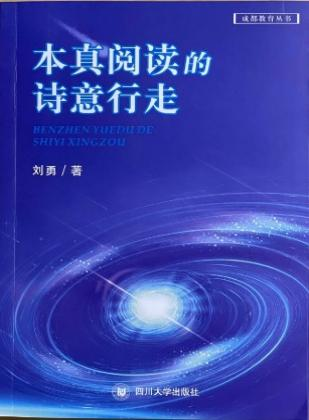 成都教育丛书
本真阅读的
诗意行走
BENZHEN YUEDU DE
SHIYI XINGZOU
刘勇/著
四川大学出版社